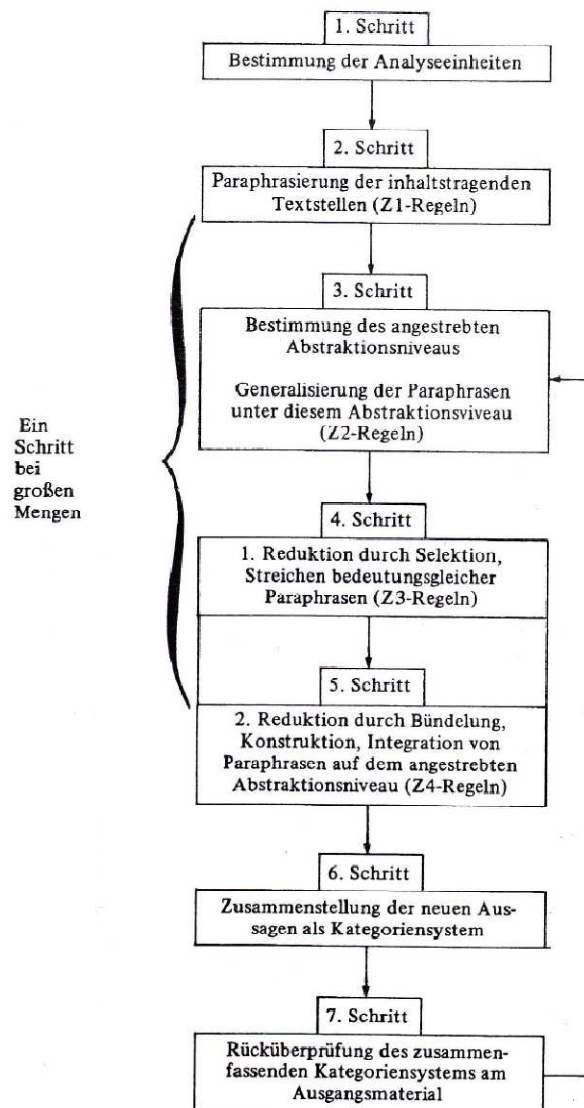 1. Schritt
Bestimmung der Analyseeinheiten
2. Schritt
Paraphrasierung der inhaltstragenden
Textstellen (Z1-Regeln)
3. Schritt
Bestimmung des angestrebten
Abstraktionsniveaus
Generalisierung der Paraphrasen
unter diesem Abstraktionsviveau
(Z2-Regeln)
Ein
Schritt
bei
großen
Mengen
4. Schritt
1. Reduktion durch Selektion,
Streichen bedeutungsgleicher
Paraphrasen (Z3-Regeln)
5. Schritt
2. Reduktion durch Bündelung,
Konstruktion, Integration von
Paraphrasen auf dem angestrebten
Abstraktionsniveau (Z4-Regeln)
6. Schritt
Zusammenstellung der neuen Aus-
sagen als Kategoriensystem
7. Schritt
Rücküberprüfung des zusammen-
fassenden Kategoriensystems am
Ausgangsmaterial